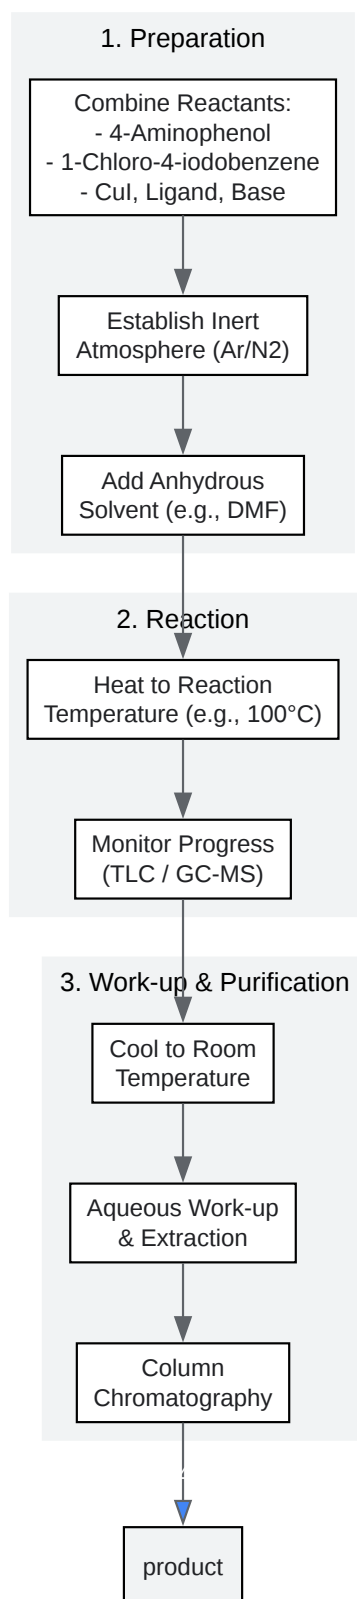 1. Preparation
Combine Reactants:
- 4-Aminophenol
- 1-Chloro-4-iodobenzene
- CuI, Ligand, Base
Establish Inert
Atmosphere (Ar/N2)
Add Anhydrous
Solvent (e.g., DMF)
2. Reaction
Heat to Reaction
Temperature (e.g., 100°C)
Monitor Progress
(TLC / GC-MS)
3. Work-up & Purification
Cool to Room
Temperature
Aqueous Work-up
& Extraction
Column
Chromatography
product